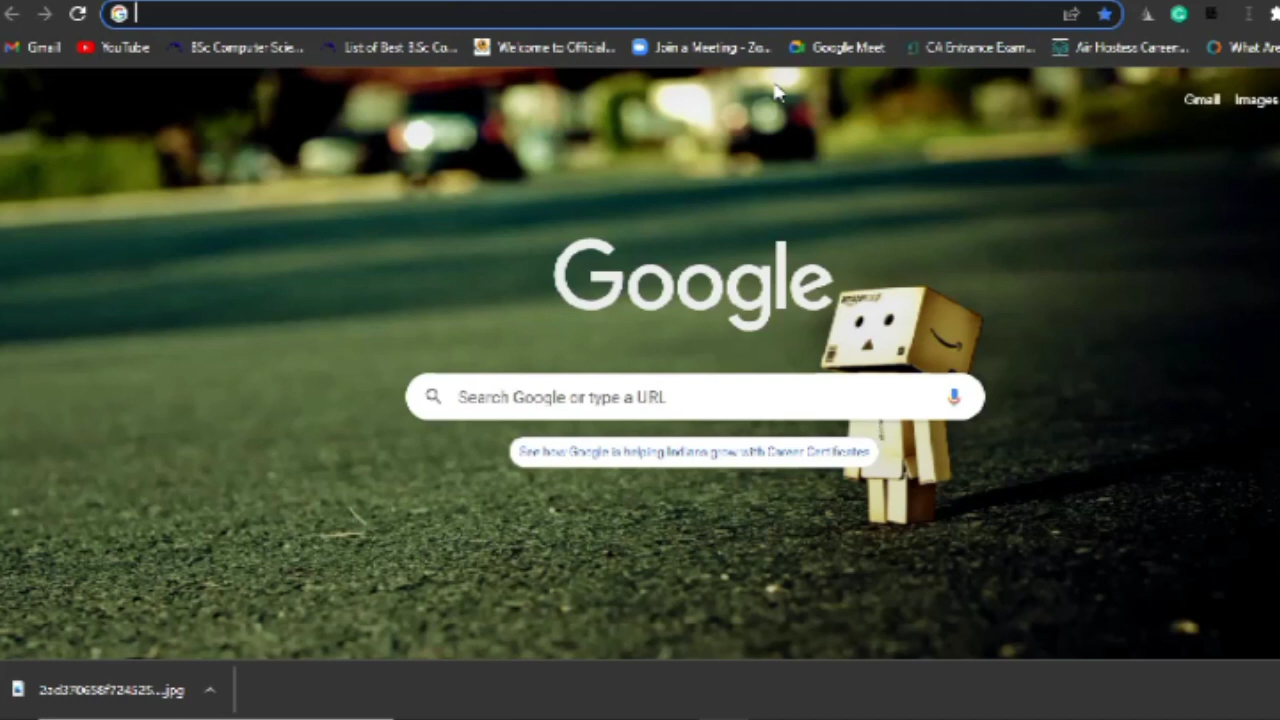 Gmail YouTube BSc Computer Scie... List of Best B.Sc Co... Welcome to Official... Join a Meeting - Zo... Google Meet CA Entrance Exam... Air Hostess Career... What Are
Gmail Images
Google
Search Google or type a URL
See how Google is helping Indians grow with Career Certificates